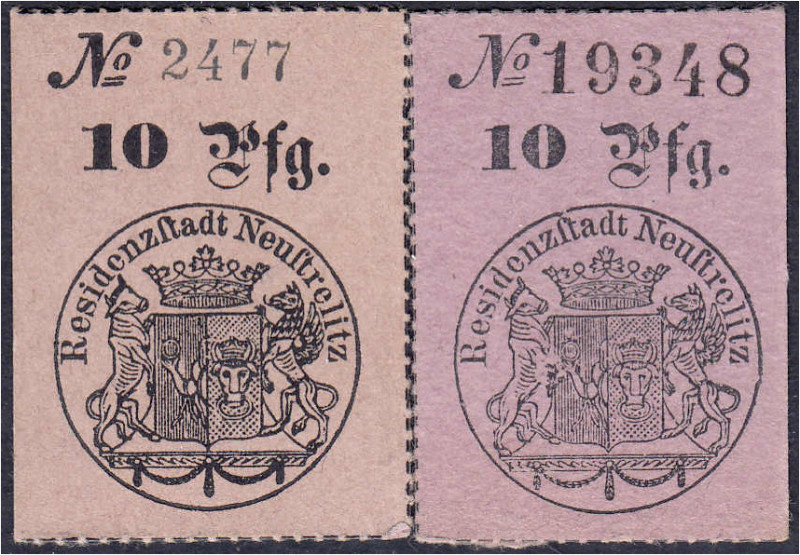 № 2477
10 Pfg.
Reſidenzſtadt Neuſtrelitz
№ 19348
10 Pfg.
Reſidenzſtadt Neuſtrelitz